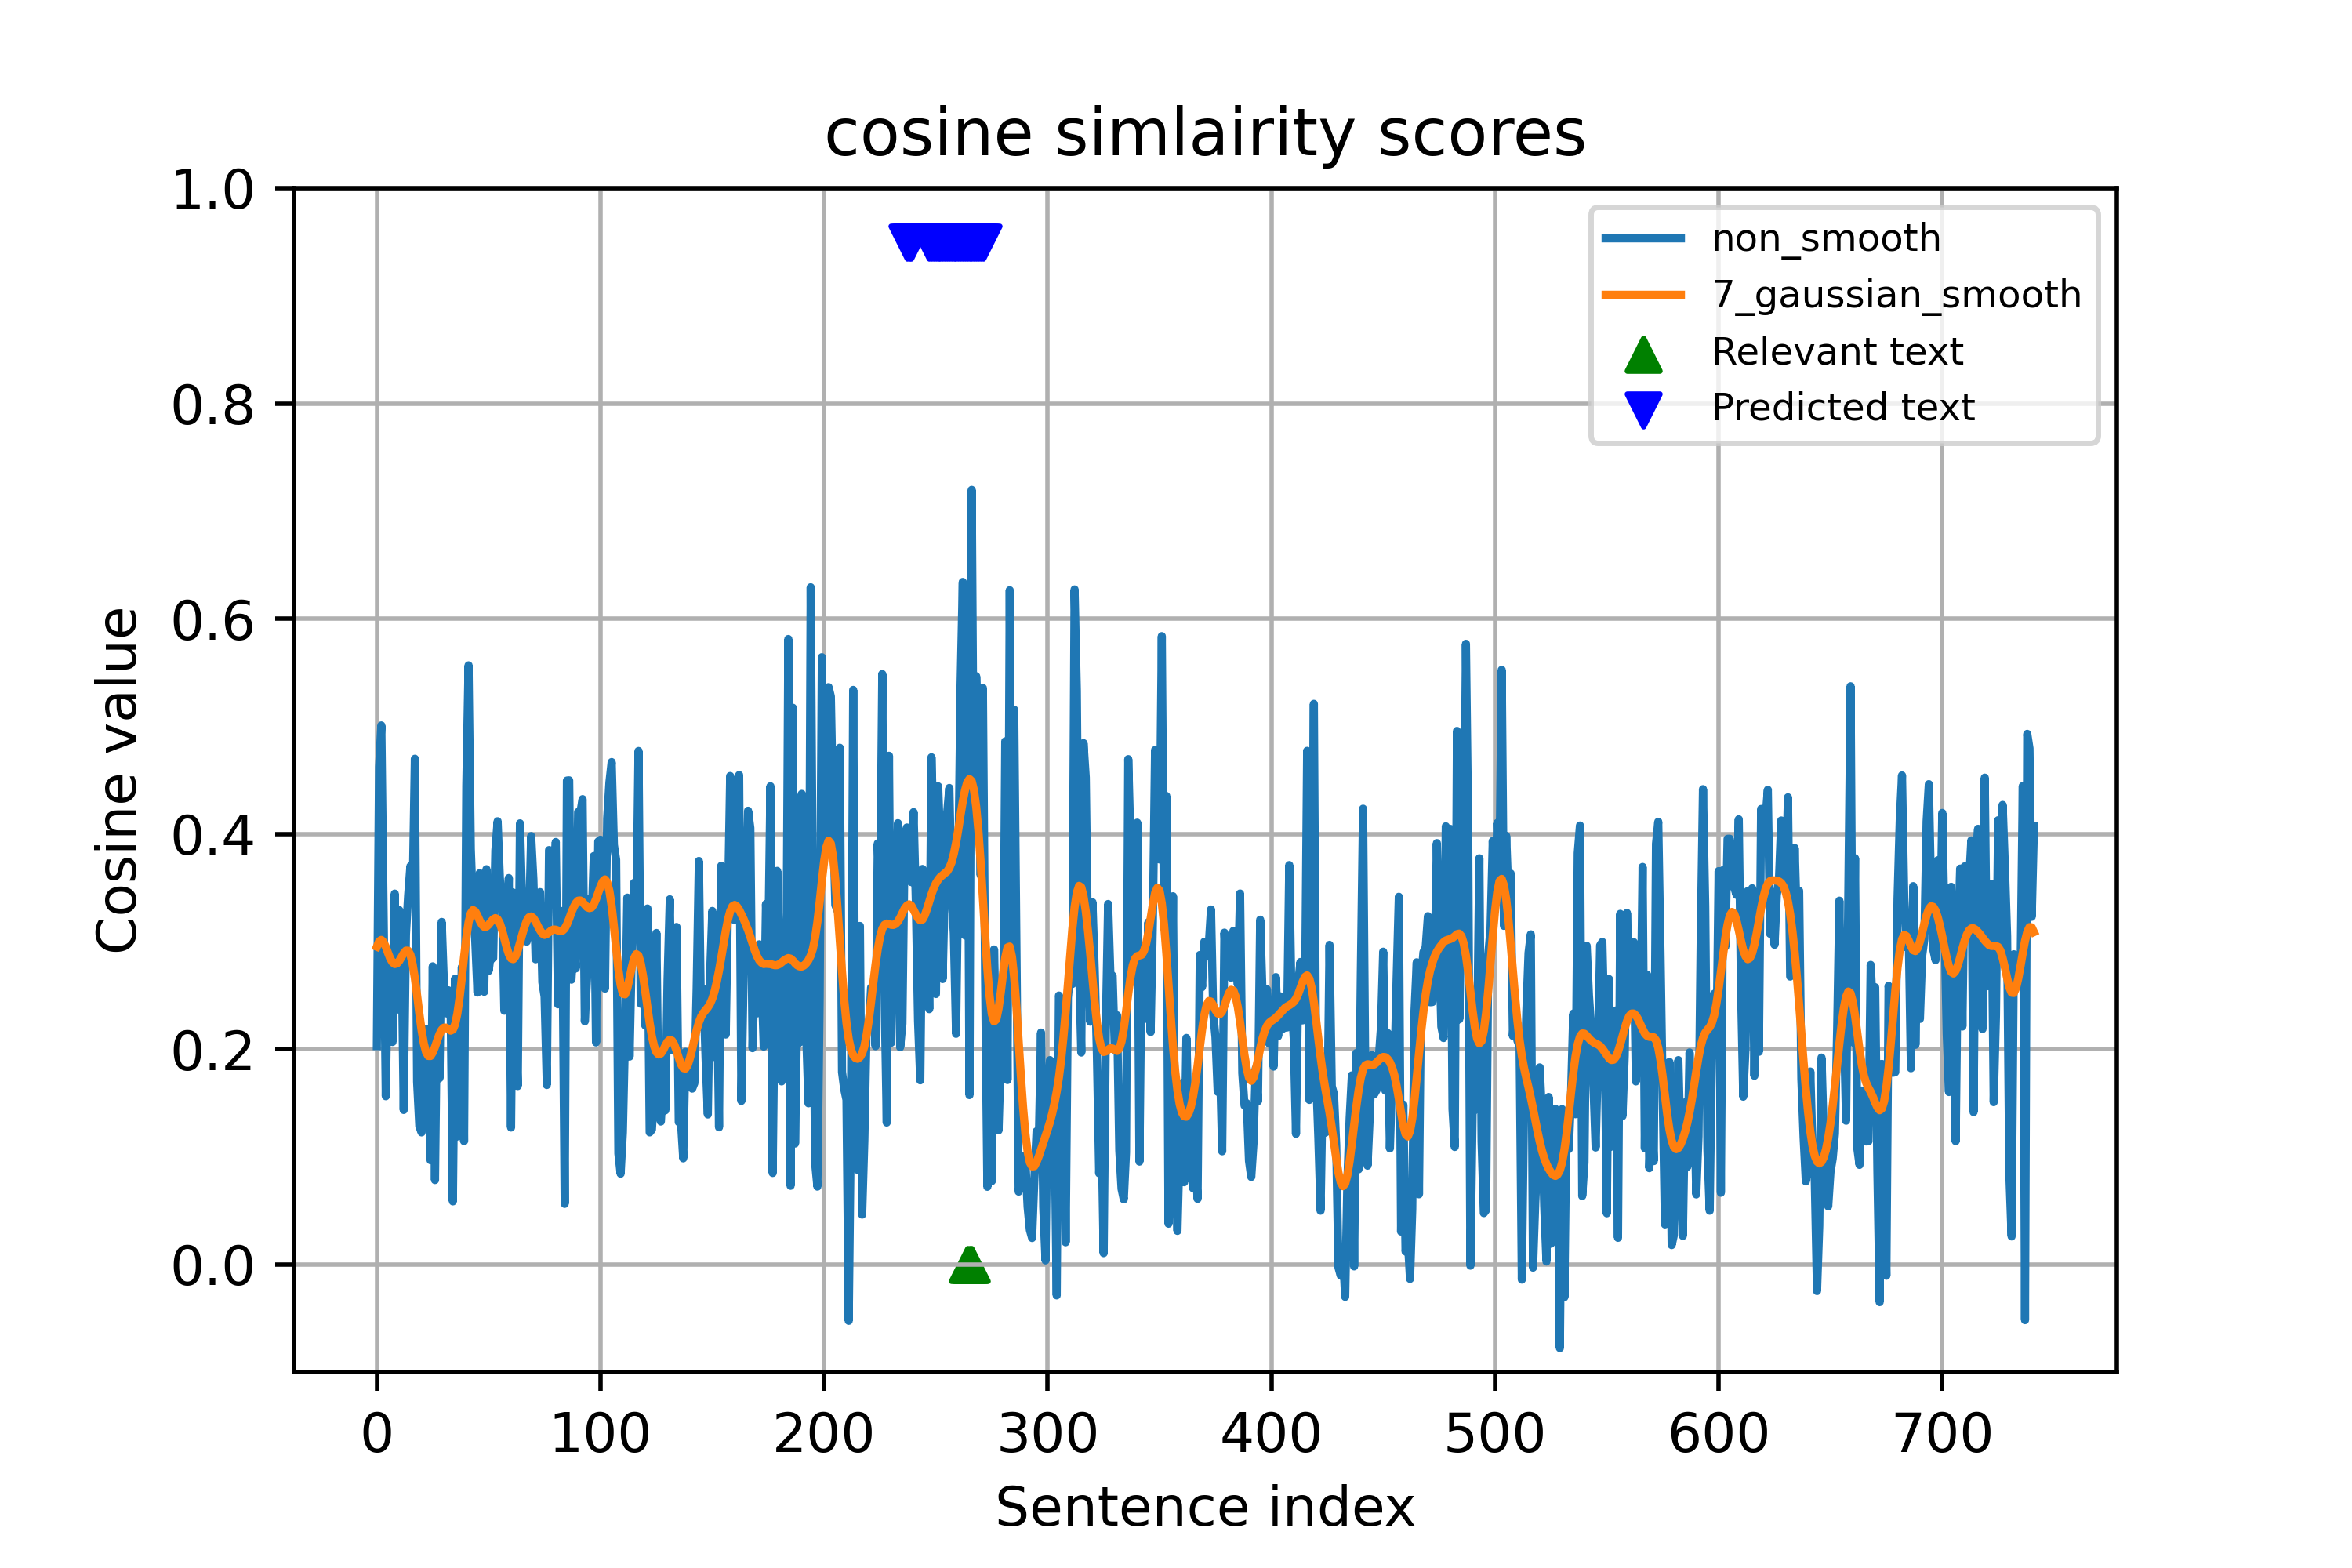 cosine simlairity scores
1.0
0.8
0.6
0.4
0.2
0.0
Cosine value
non_smooth
7_gaussian_smooth
Relevant text
Predicted text
0 100 200 300 400 500 600 700
Sentence index